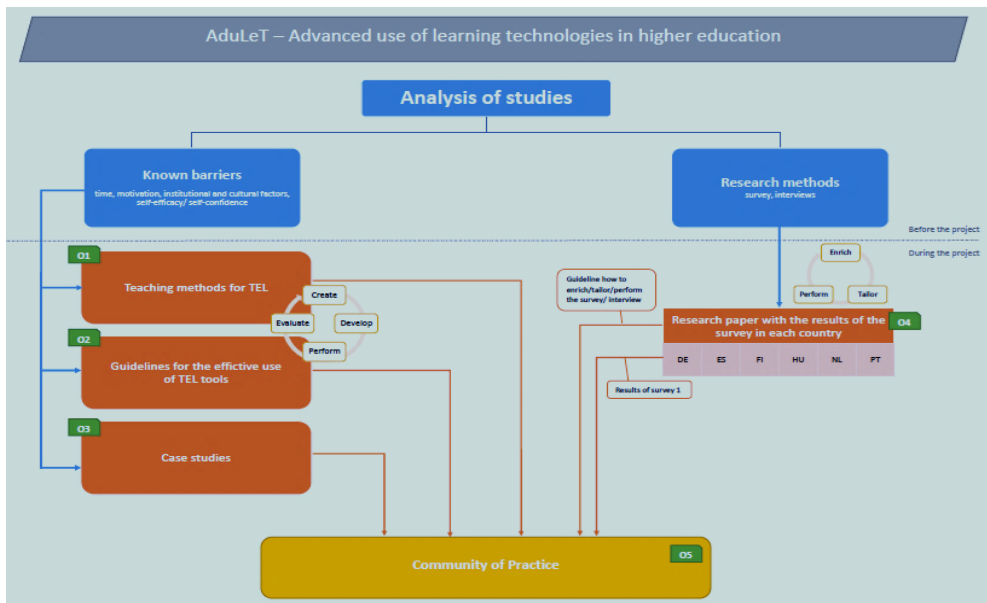 AduLeT – Advanced use of learning technologies in higher education
Analysis of studies
Known barriers
time, motivation, institutional and cultural factors,
self-efficacy/ self-confidence
Research methods
survey, interviews
Before the project
During the project
O1
Teaching methods for TEL
Create
Evaluate
Develop
Perform
O2
Guidelines for the effictive use
of TEL tools
O3
Case studies
Guideline how to
enrich/tailor/perform
the survey/ interview
Enrich
Perform
Tailor
O4
Research paper with the results of the
survey in each country
DE ES FI HU NL PT
Results of survey 1
O5
Community of Practice